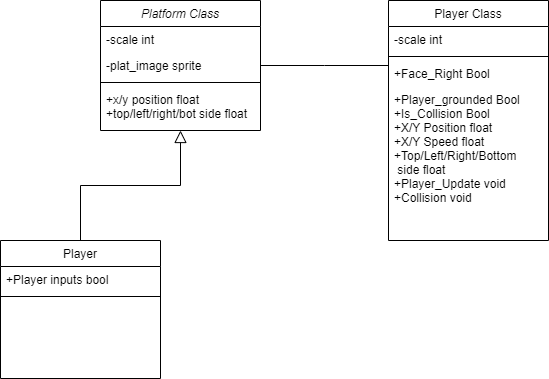 Platform Class
-scale int
-plat_image sprite
+x/y position float
+top/left/right/bot side float
Player Class
-scale int
+Face_Right Bool
+Player_grounded Bool
+Is_Collision Bool
+X/Y Position float
+X/Y Speed float
+Top/Left/Right/Bottom
side float
+Player_Update void
+Collision void
Player
+Player inputs bool